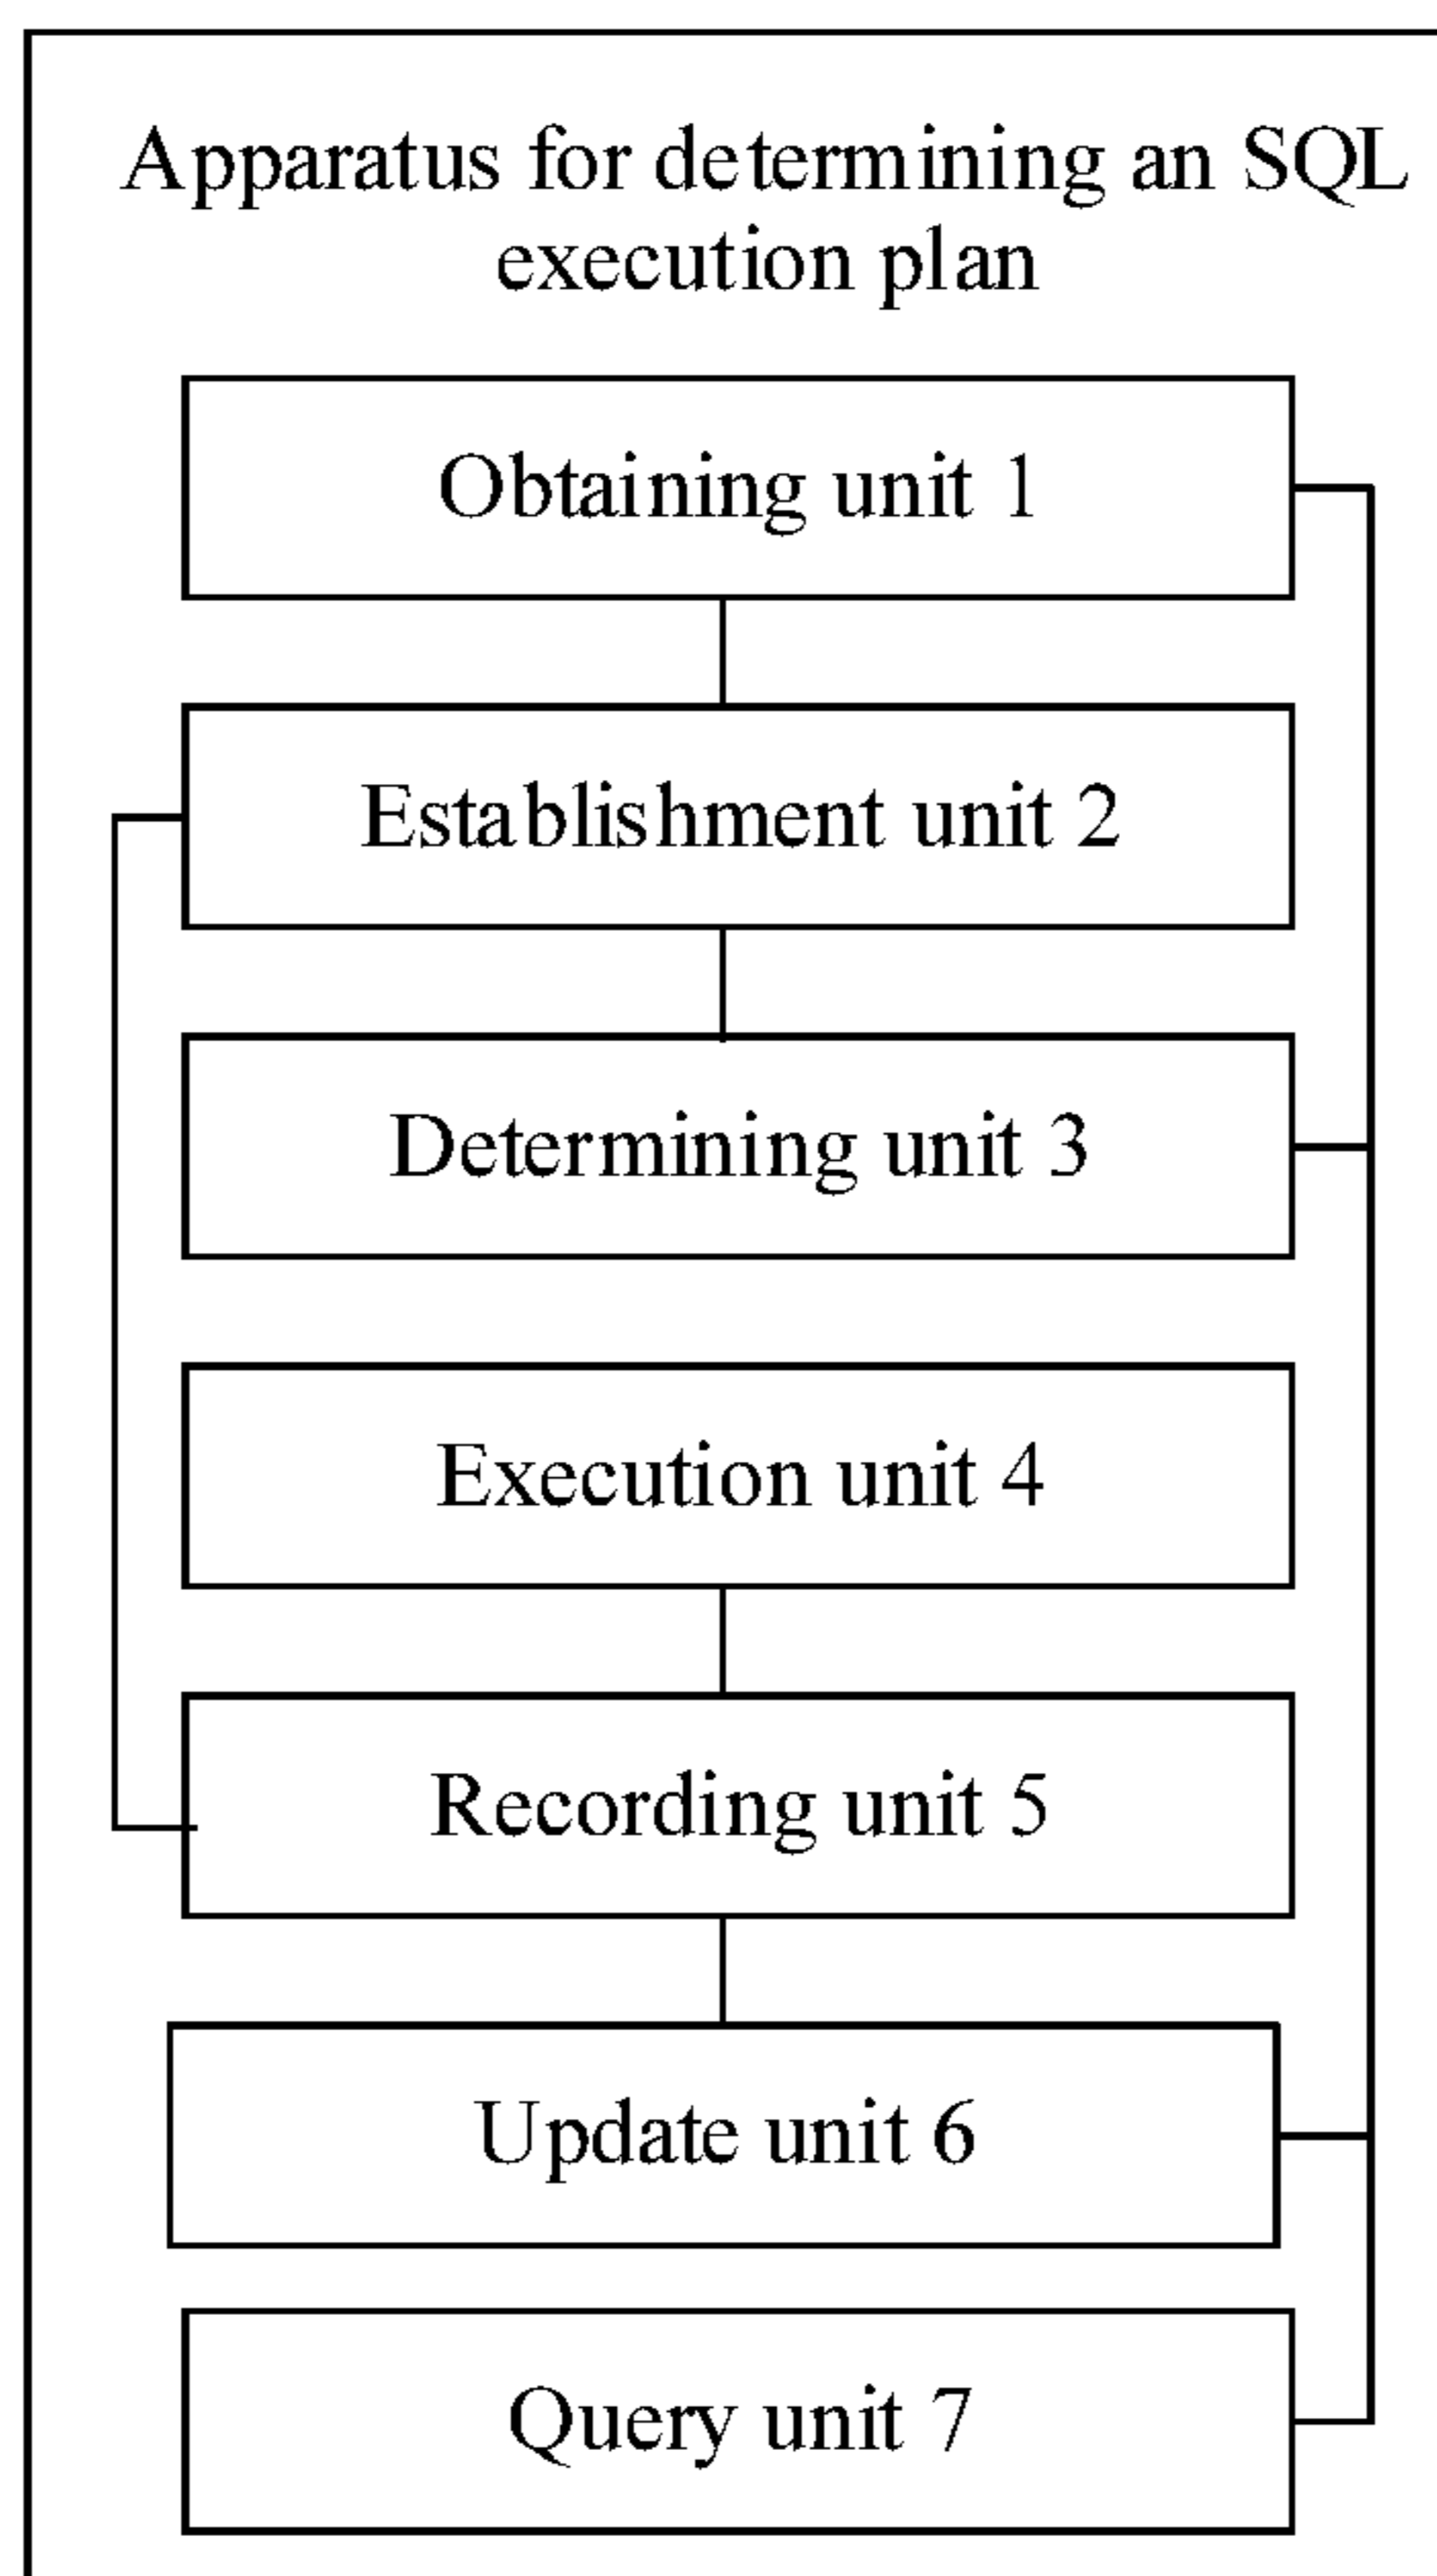 Apparatus for determining an SQL
execution plan
Obtaining unit 1
Establishment unit 2
Determining unit 3
Execution unit 4
Recording unit 5
Update unit 6
Query unit 7